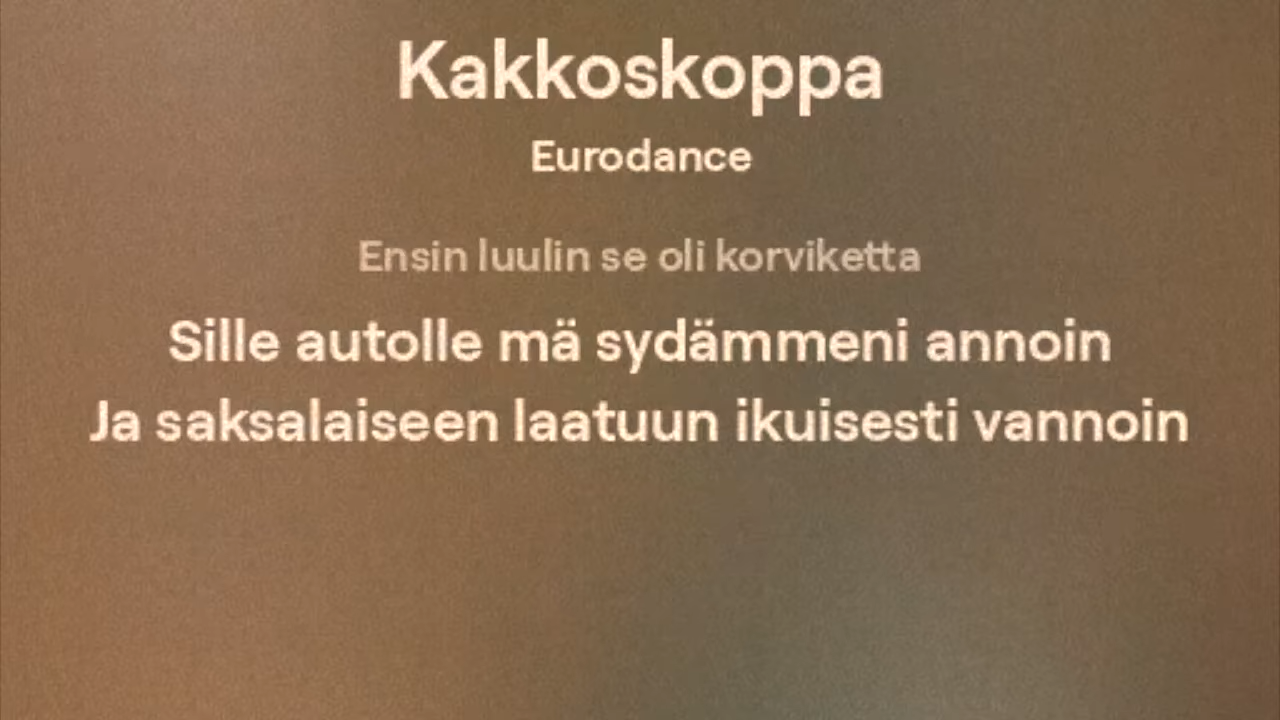 Kakkoskoppa
Eurodance
Ensin luulin se oli korviketta
Sille autolle mä sydämmeni annoin
Ja saksalaiseen laatuun ikuisesti vannoin